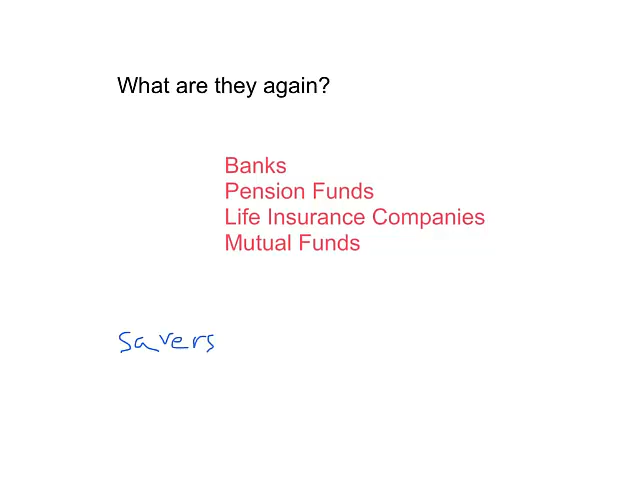 What are they again?
Banks
Pension Funds
Life Insurance Companies
Mutual Funds
Savers